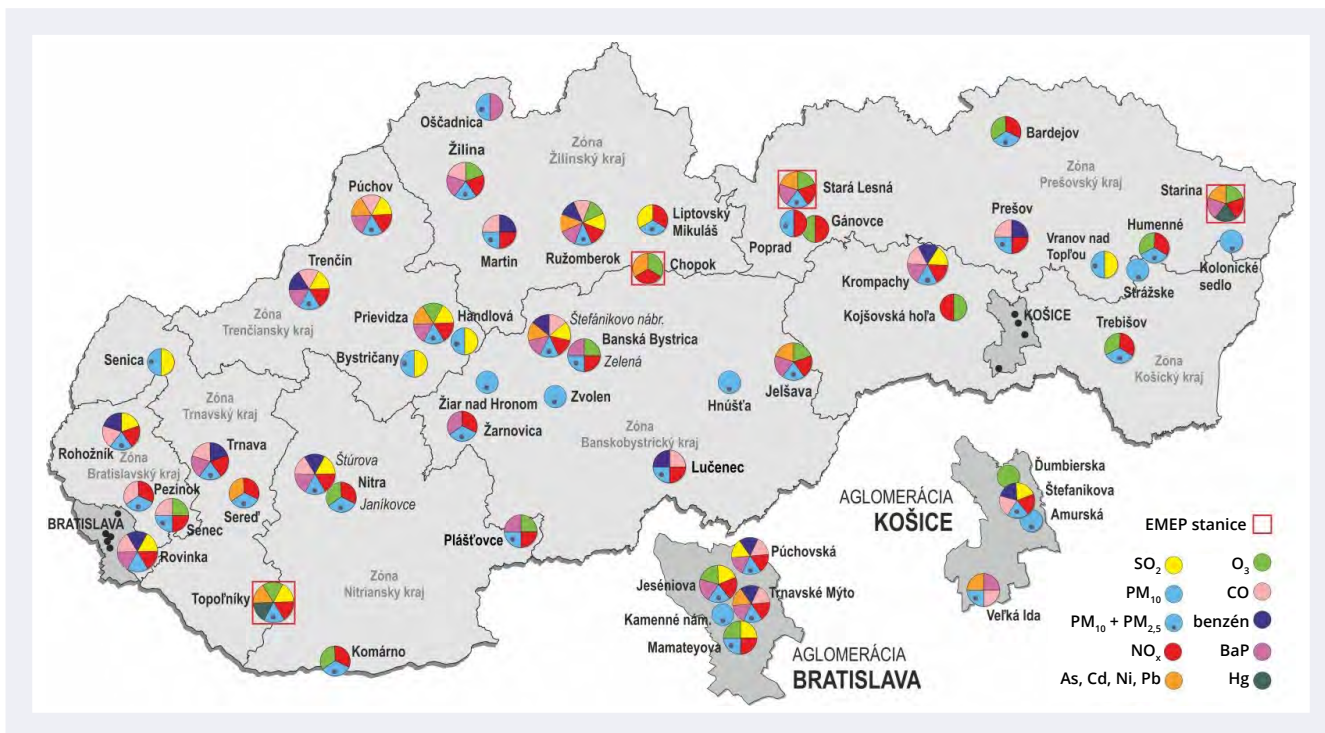 Oščadnica
Zóna
Žilinský kraj
Žilina
Púchov
Martin
Ružomberok
Liptovský
Mikuláš
Chopok
Stará Lesná
Gánovce
Poprad
Bardejov
Zóna
Prešovský kraj
Starina
Prešov
Humenné
Vranov nad
Topľou
Kolonické
sedlo
Strážske
Krompachy
Kojšovská hoľa
KOŠICE
Trebišov
Zóna
Košický kraj
Trenčín
Zóna
Trenčiansky kraj
Prievidza
Handlová
Bystričany
Štefánikovo nábr.
Banská Bystrica
Zelená
Jelšava
Hnúšťa
Žiar nad Hronom
Zvolen
Žarnovica
Zóna
Banskobystrický kraj
Lučenec
Senica
Zóna
Trnavský kraj
Rohožník
Zóna
Bratislavský kraj
Trnava
Pezinok
Sereď
Senec
BRATISLAVA
Rovinka
Štúrova
Nitra
Janíkovce
Plášťovce
Zóna
Nitriansky kraj
Topoľníky
Komárno
Púchovská
Jeséniova
Trnavské Mýto
Kamenné nám.
Mamateyova
AGLOMERÁCIA
BRATISLAVA
AGLOMERÁCIA
KOŠICE
Ďumbierska
Štefanikova
Amurská
Veľká Ida
EMEP stanice
SO2 O3
PM10 CO
PM10 + PM2,5 benzén
NOx BaP
As, Cd, Ni, Pb Hg